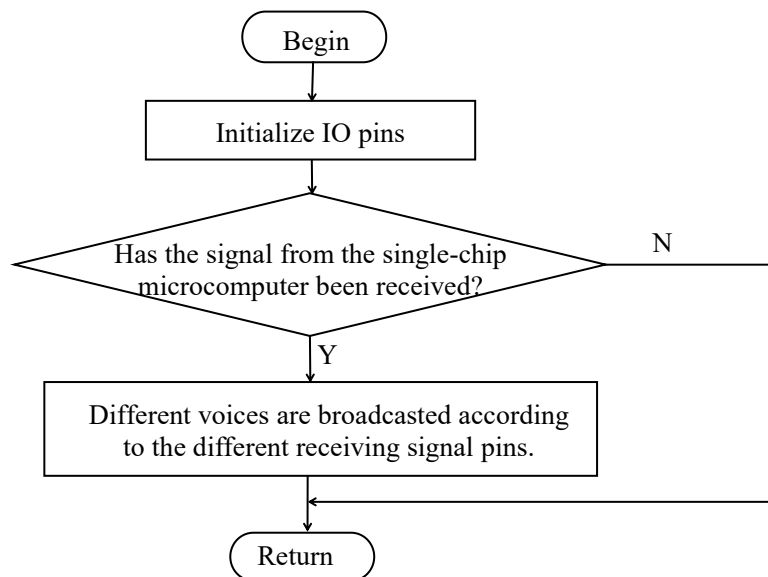 Begin
Initialize IO pins
Has the signal from the single-chip
microcomputer been received?
N
Y
Different voices are broadcasted according
to the different receiving signal pins.
Return